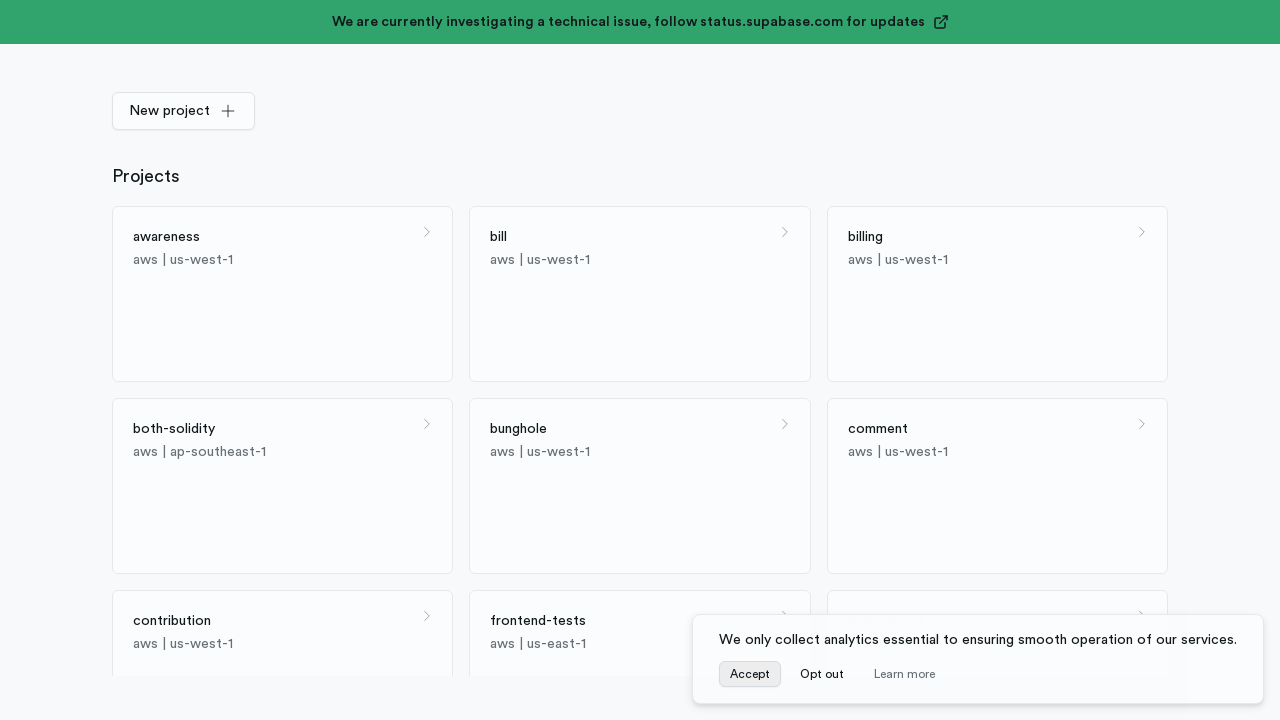 We are currently investigating a technical issue, follow status.supabase.com for updates
New project
Projects
awareness
aws | us-west-1
bill
aws | us-west-1
billing
aws | us-west-1
both-solidity
aws | ap-southeast-1
bunghole
aws | us-west-1
comment
aws | us-west-1
contribution
aws | us-west-1
frontend-tests
aws | us-east-1
We only collect analytics essential to ensuring smooth operation of our services.
Accept
Opt out
Learn more